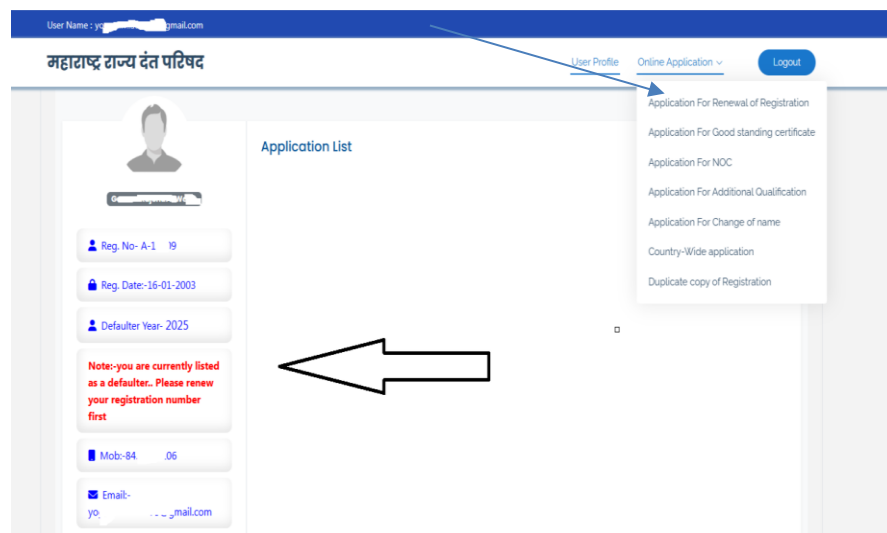 User Name : yo gmail.com
महाराष्ट्र राज्य दंत परिषद
User Profile Online Application Logout
Application For Renewal of Registration
Application For Good standing certificate
Application For NOC
Application For Additional Qualification
Application For Change of name
Country-Wide application
Duplicate copy of Registration
Application List
Reg. No- A-1 9
Reg. Date:-16-01-2003
Defaulter Year- 2025
Note:-you are currently listed
as a defaulter.. Please renew
your registration number
first
Mob:-84. .06
Email:-
yo gmail.com